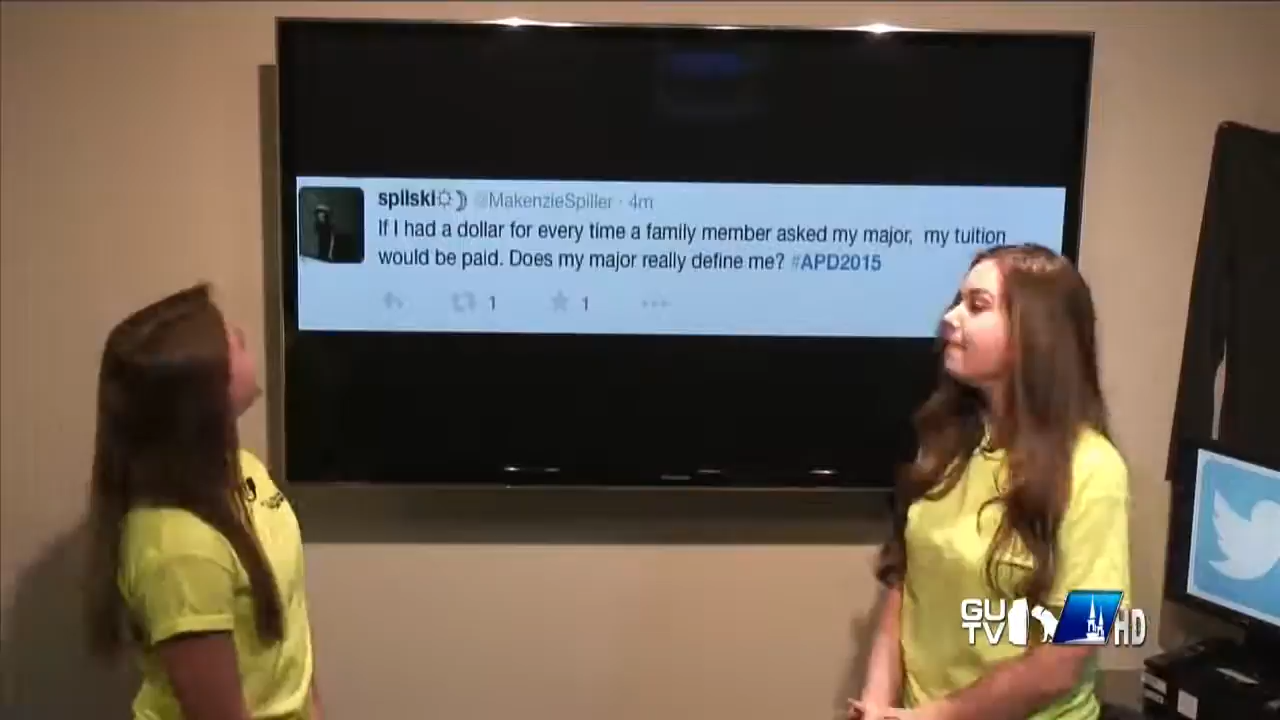 spilski @MakenzieSpiller · 4m
If I had a dollar for every time a family member asked my major, my tuition
would be paid. Does my major really define me? #APD2015
1 1
GU
TV HD